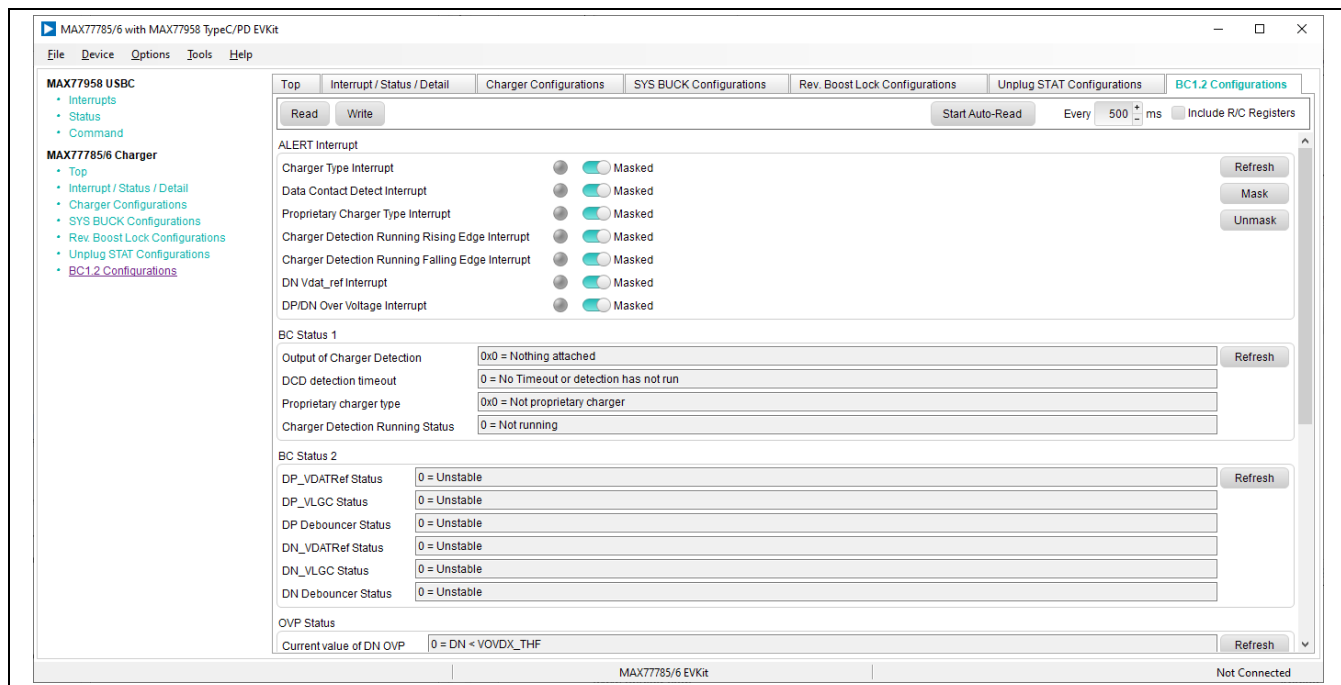 MAX77785/6 with MAX77958 TypeC/PD EVKit
File Device Options Tools Help
MAX77958 USBC
• Interrupts
• Status
• Command
MAX77785/6 Charger
• Top
• Interrupt / Status / Detail
• Charger Configurations
• SYS BUCK Configurations
• Rev. Boost Lock Configurations
• Unplug STAT Configurations
• BC1.2 Configurations
Top Interrupt / Status / Detail Charger Configurations SYS BUCK Configurations Rev. Boost Lock Configurations Unplug STAT Configurations BC1.2 Configurations
Read Write Start Auto-Read Every 500 ms Include R/C Registers
ALERT Interrupt
Charger Type Interrupt Masked Refresh
Data Contact Detect Interrupt Masked Mask
Proprietary Charger Type Interrupt Masked Unmask
Charger Detection Running Rising Edge Interrupt Masked
Charger Detection Running Falling Edge Interrupt Masked
DN Vdat_ref Interrupt Masked
DP/DN Over Voltage Interrupt Masked
BC Status 1
Output of Charger Detection 0x0 = Nothing attached Refresh
DCD detection timeout 0 = No Timeout or detection has not run
Proprietary charger type 0x0 = Not proprietary charger
Charger Detection Running Status 0 = Not running
BC Status 2
DP_VDATRef Status 0 = Unstable Refresh
DP_VLGC Status 0 = Unstable
DP Debouncer Status 0 = Unstable
DN_VDATRef Status 0 = Unstable
DN_VLGC Status 0 = Unstable
DN Debouncer Status 0 = Unstable
OVP Status
Current value of DN OVP 0 = DN < VOVDX_THF Refresh
MAX77785/6 EVKit Not Connected